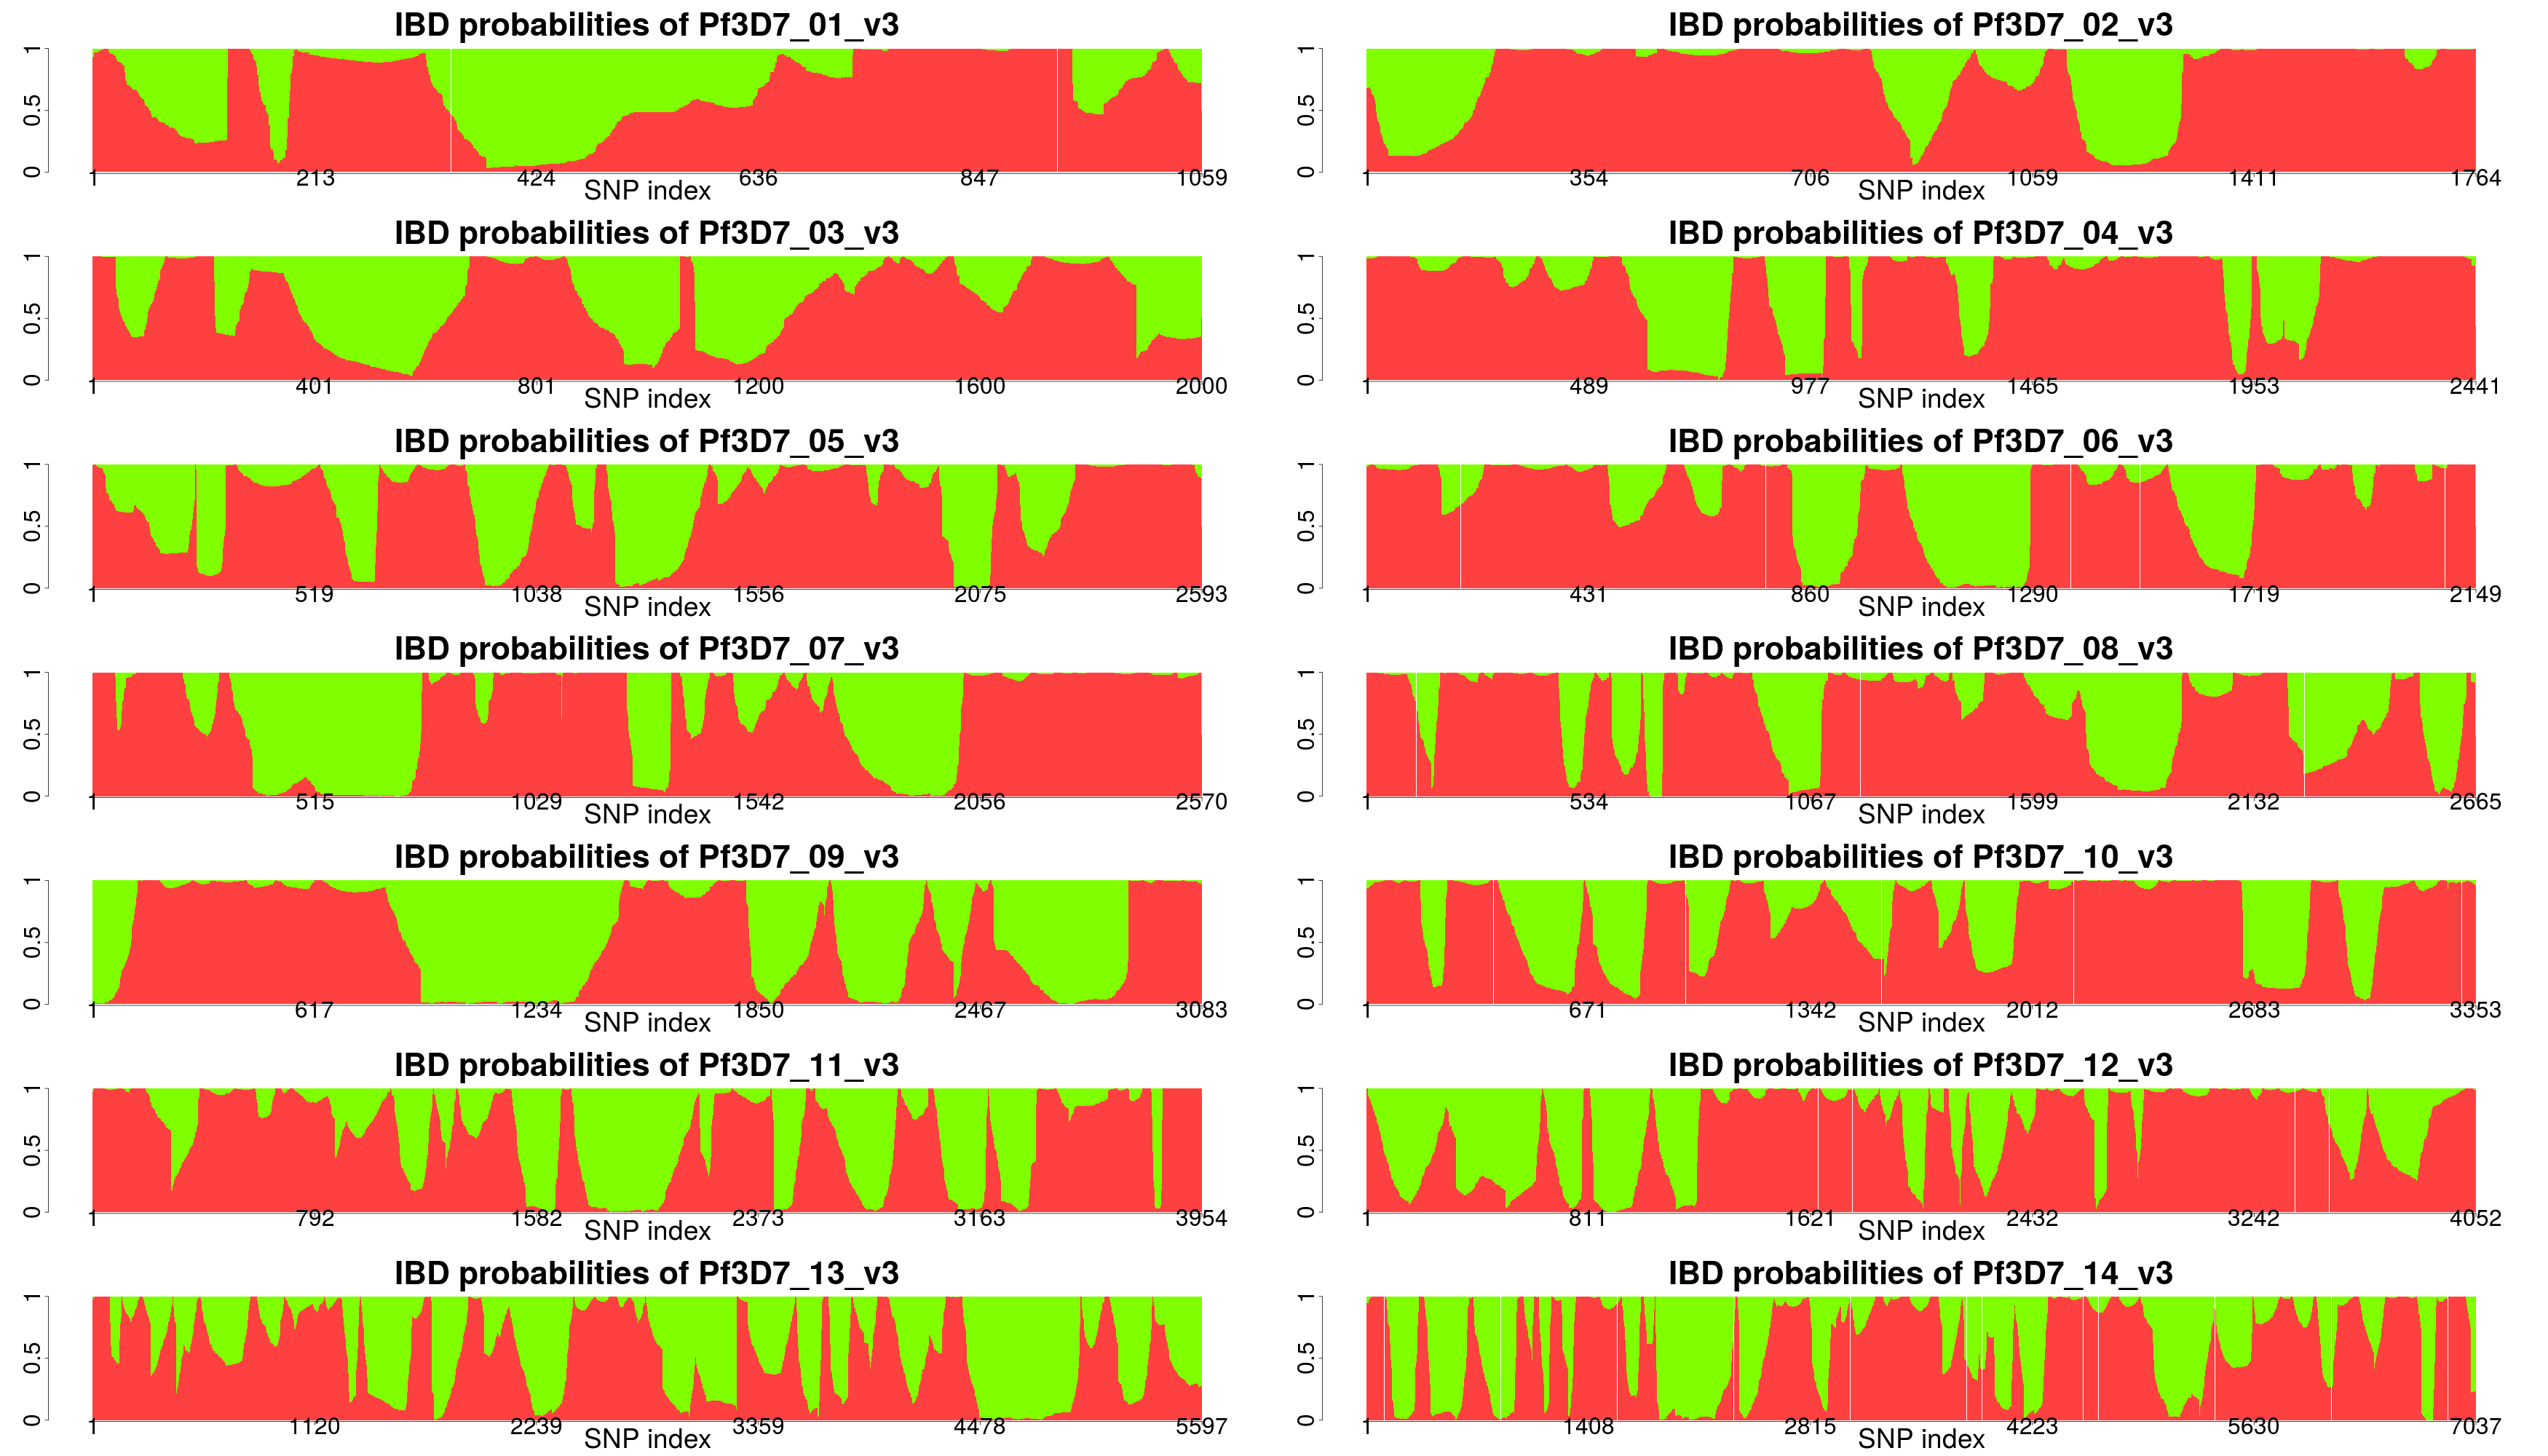 IBD probabilities of Pf3D7_01_v3
0 0.5 1
1 213 424 636 847 1059
SNP index
IBD probabilities of Pf3D7_02_v3
0 0.5 1
1 354 706 1059 1411 1764
SNP index
IBD probabilities of Pf3D7_03_v3
0 0.5 1
1 401 801 1200 1600 2000
SNP index
IBD probabilities of Pf3D7_04_v3
0 0.5 1
1 489 977 1465 1953 2441
SNP index
IBD probabilities of Pf3D7_05_v3
0 0.5 1
1 519 1038 1556 2075 2593
SNP index
IBD probabilities of Pf3D7_06_v3
0 0.5 1
1 431 860 1290 1719 2149
SNP index
IBD probabilities of Pf3D7_07_v3
0 0.5 1
1 515 1029 1542 2056 2570
SNP index
IBD probabilities of Pf3D7_08_v3
0 0.5 1
1 534 1067 1599 2132 2665
SNP index
IBD probabilities of Pf3D7_09_v3
0 0.5 1
1 617 1234 1850 2467 3083
SNP index
IBD probabilities of Pf3D7_10_v3
0 0.5 1
1 671 1342 2012 2683 3353
SNP index
IBD probabilities of Pf3D7_11_v3
0 0.5 1
1 792 1582 2373 3163 3954
SNP index
IBD probabilities of Pf3D7_12_v3
0 0.5 1
1 811 1621 2432 3242 4052
SNP index
IBD probabilities of Pf3D7_13_v3
0 0.5 1
1 1120 2239 3359 4478 5597
SNP index
IBD probabilities of Pf3D7_14_v3
0 0.5 1
1 1408 2815 4223 5630 7037
SNP index